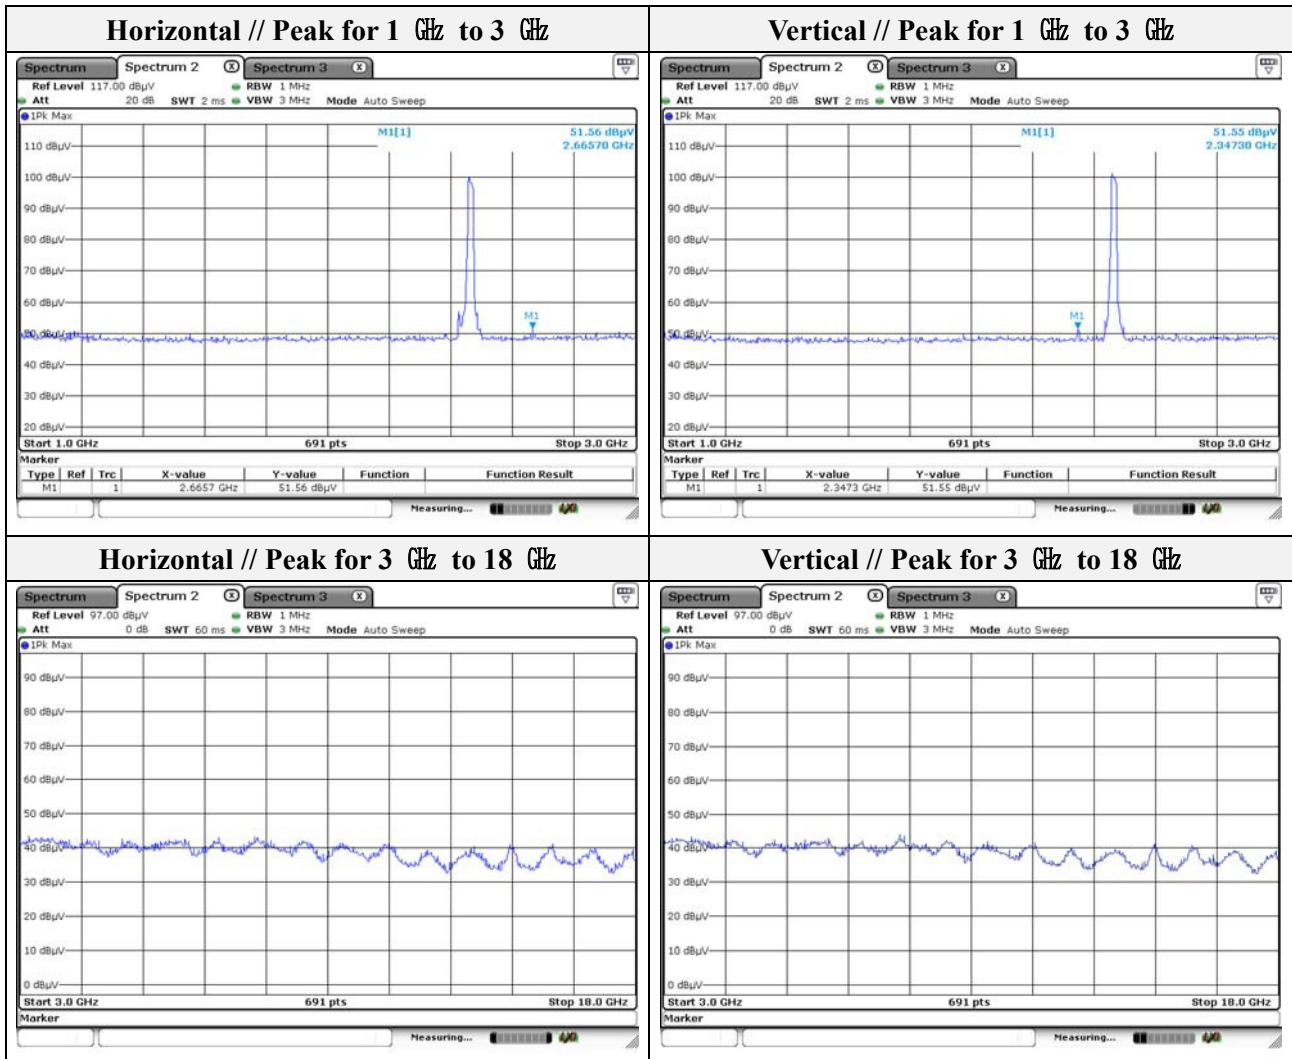 Horizontal // Peak for 1 ㎓ to 3 ㎓
Spectrum Spectrum 2 X Spectrum 3 X
Ref Level 117.00 dBµV RBW 1 MHz
Att 20 dB SWT 2 ms VBW 3 MHz Mode Auto Sweep
1Pk Max
M1[1] 51.56 dBµV
2.66570 GHz
110 dBµV
100 dBµV
90 dBµV
80 dBµV
70 dBµV
60 dBµV
M1
50 dBµV
40 dBµV
30 dBµV
20 dBµV
Start 1.0 GHz 691 pts Stop 3.0 GHz
Marker
Type Ref Trc X-value Y-value Function Function Result
M1 1 2.6657 GHz 51.56 dBµV
Measuring...
Vertical // Peak for 1 ㎓ to 3 ㎓
Spectrum Spectrum 2 X Spectrum 3 X
Ref Level 117.00 dBµV RBW 1 MHz
Att 20 dB SWT 2 ms VBW 3 MHz Mode Auto Sweep
1Pk Max
M1[1] 51.55 dBµV
2.34730 GHz
110 dBµV
100 dBµV
90 dBµV
80 dBµV
70 dBµV
60 dBµV
M1
50 dBµV
40 dBµV
30 dBµV
20 dBµV
Start 1.0 GHz 691 pts Stop 3.0 GHz
Marker
Type Ref Trc X-value Y-value Function Function Result
M1 1 2.3473 GHz 51.55 dBµV
Measuring...
Horizontal // Peak for 3 ㎓ to 18 ㎓
Spectrum Spectrum 2 X Spectrum 3 X
Ref Level 97.00 dBµV RBW 1 MHz
Att 0 dB SWT 60 ms VBW 3 MHz Mode Auto Sweep
1Pk Max
90 dBµV
80 dBµV
70 dBµV
60 dBµV
50 dBµV
40 dBµV
30 dBµV
20 dBµV
10 dBµV
0 dBµV
Start 3.0 GHz 691 pts Stop 18.0 GHz
Marker
Measuring...
Vertical // Peak for 3 ㎓ to 18 ㎓
Spectrum Spectrum 2 X Spectrum 3 X
Ref Level 97.00 dBµV RBW 1 MHz
Att 0 dB SWT 60 ms VBW 3 MHz Mode Auto Sweep
1Pk Max
90 dBµV
80 dBµV
70 dBµV
60 dBµV
50 dBµV
40 dBµV
30 dBµV
20 dBµV
10 dBµV
0 dBµV
Start 3.0 GHz 691 pts Stop 18.0 GHz
Marker
Measuring...